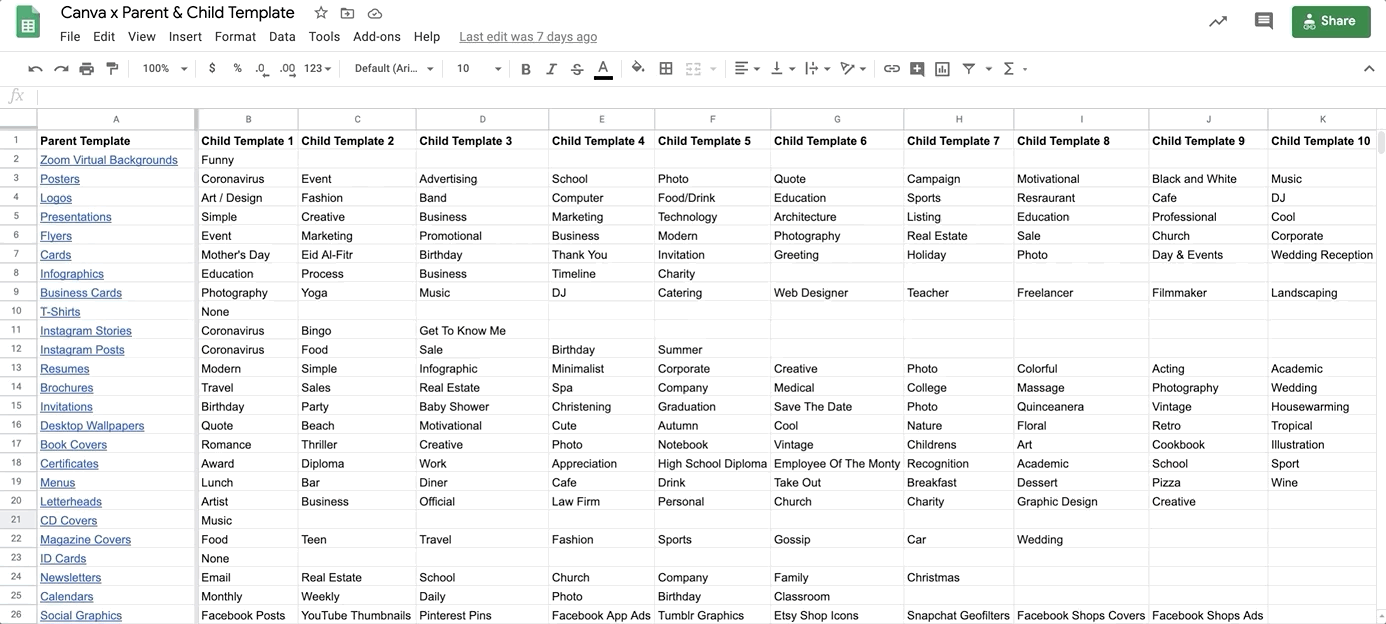 Canva x Parent & Child Template
File Edit View Insert Format Data Tools Add-ons Help Last edit was 7 days ago
Share
100% $ % .0 .00 123 Default (Ari... 10 B I S A
fx
A B C D E F G H I J K
1 Parent Template Child Template 1 Child Template 2 Child Template 3 Child Template 4 Child Template 5 Child Template 6 Child Template 7 Child Template 8 Child Template 9 Child Template 10
2 Zoom Virtual Backgrounds Funny
3 Posters Coronavirus Event Advertising School Photo Quote Campaign Motivational Black and White Music
4 Logos Art / Design Fashion Band Computer Food/Drink Education Sports Resraurant Cafe DJ
5 Presentations Simple Creative Business Marketing Technology Architecture Listing Education Professional Cool
6 Flyers Event Marketing Promotional Business Modern Photography Real Estate Sale Church Corporate
7 Cards Mother's Day Eid Al-Fitr Birthday Thank You Invitation Greeting Holiday Photo Day & Events Wedding Reception
8 Infographics Education Process Business Timeline Charity
9 Business Cards Photography Yoga Music DJ Catering Web Designer Teacher Freelancer Filmmaker Landscaping
10 T-Shirts None
11 Instagram Stories Coronavirus Bingo Get To Know Me
12 Instagram Posts Coronavirus Food Sale Birthday Summer
13 Resumes Modern Simple Infographic Minimalist Corporate Creative Photo Colorful Acting Academic
14 Brochures Travel Sales Real Estate Spa Company Medical College Massage Photography Wedding
15 Invitations Birthday Party Baby Shower Christening Graduation Save The Date Photo Quinceanera Vintage Housewarming
16 Desktop Wallpapers Quote Beach Motivational Cute Autumn Cool Nature Floral Retro Tropical
17 Book Covers Romance Thriller Creative Photo Notebook Vintage Childrens Art Cookbook Illustration
18 Certificates Award Diploma Work Appreciation High School Diploma Employee Of The Monty Recognition Academic School Sport
19 Menus Lunch Bar Diner Cafe Drink Take Out Breakfast Dessert Pizza Wine
20 Letterheads Artist Business Official Law Firm Personal Church Charity Graphic Design Creative
21 CD Covers Music
22 Magazine Covers Food Teen Travel Fashion Sports Gossip Car Wedding
23 ID Cards None
24 Newsletters Email Real Estate School Church Company Family Christmas
25 Calendars Monthly Weekly Daily Photo Birthday Classroom
26 Social Graphics Facebook Posts YouTube Thumbnails Pinterest Pins Facebook App Ads Tumblr Graphics Etsy Shop Icons Snapchat Geofilters Facebook Shops Covers Facebook Shops Ads